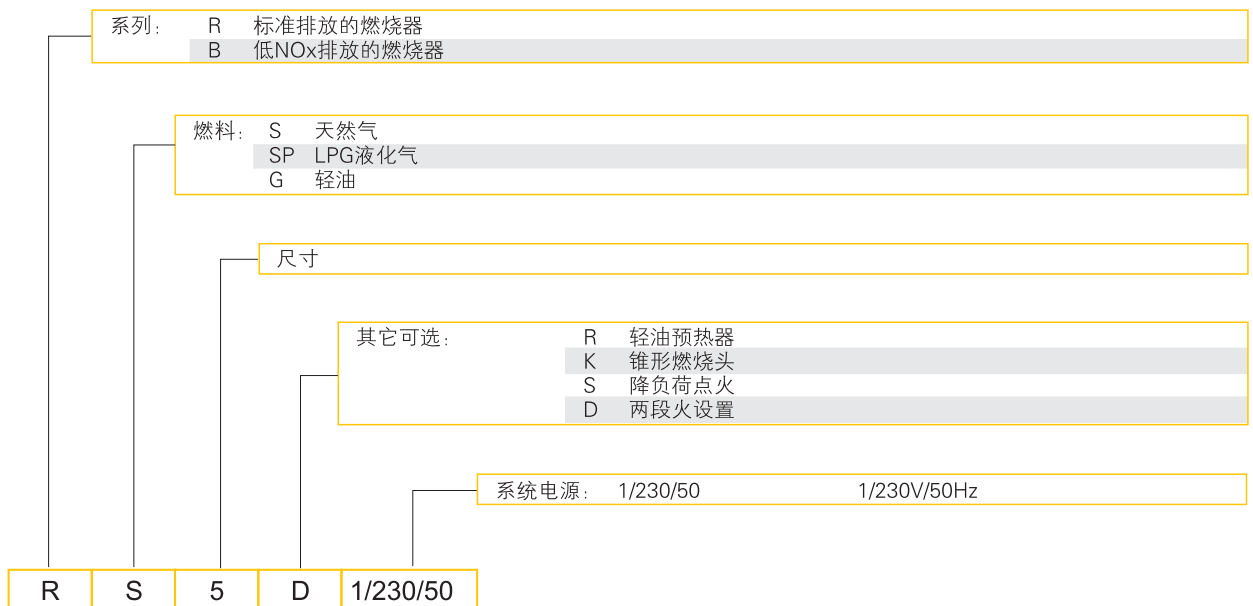 系列: R 标准排放的燃烧器
B 低NOx排放的燃烧器
燃料: S 天然气
SP LPG液化气
G 轻油
尺寸
其它可选: R 轻油预热器
K 锥形燃烧头
S 降负荷点火
D 两段火设置
系统电源: 1/230/50 1/230V/50Hz
R S 5 D 1/230/50